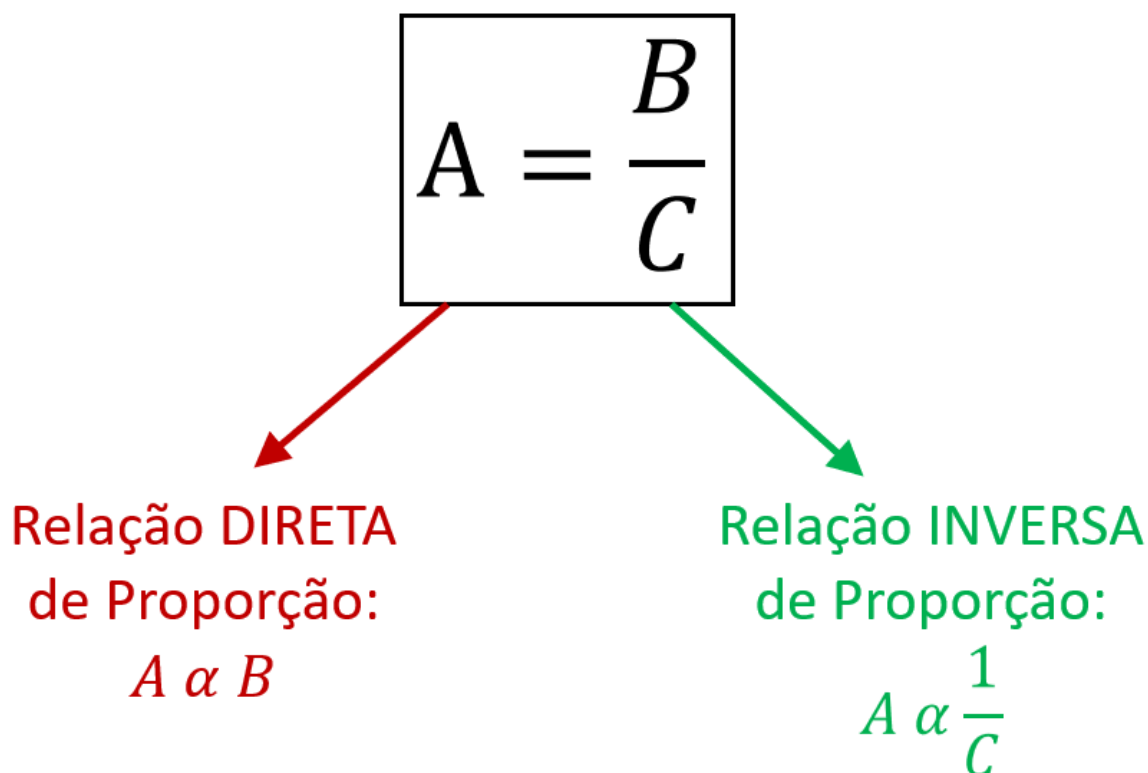 A = B/C
Relação DIRETA
de Proporção:
A α B
Relação INVERSA
de Proporção:
A α 1/C